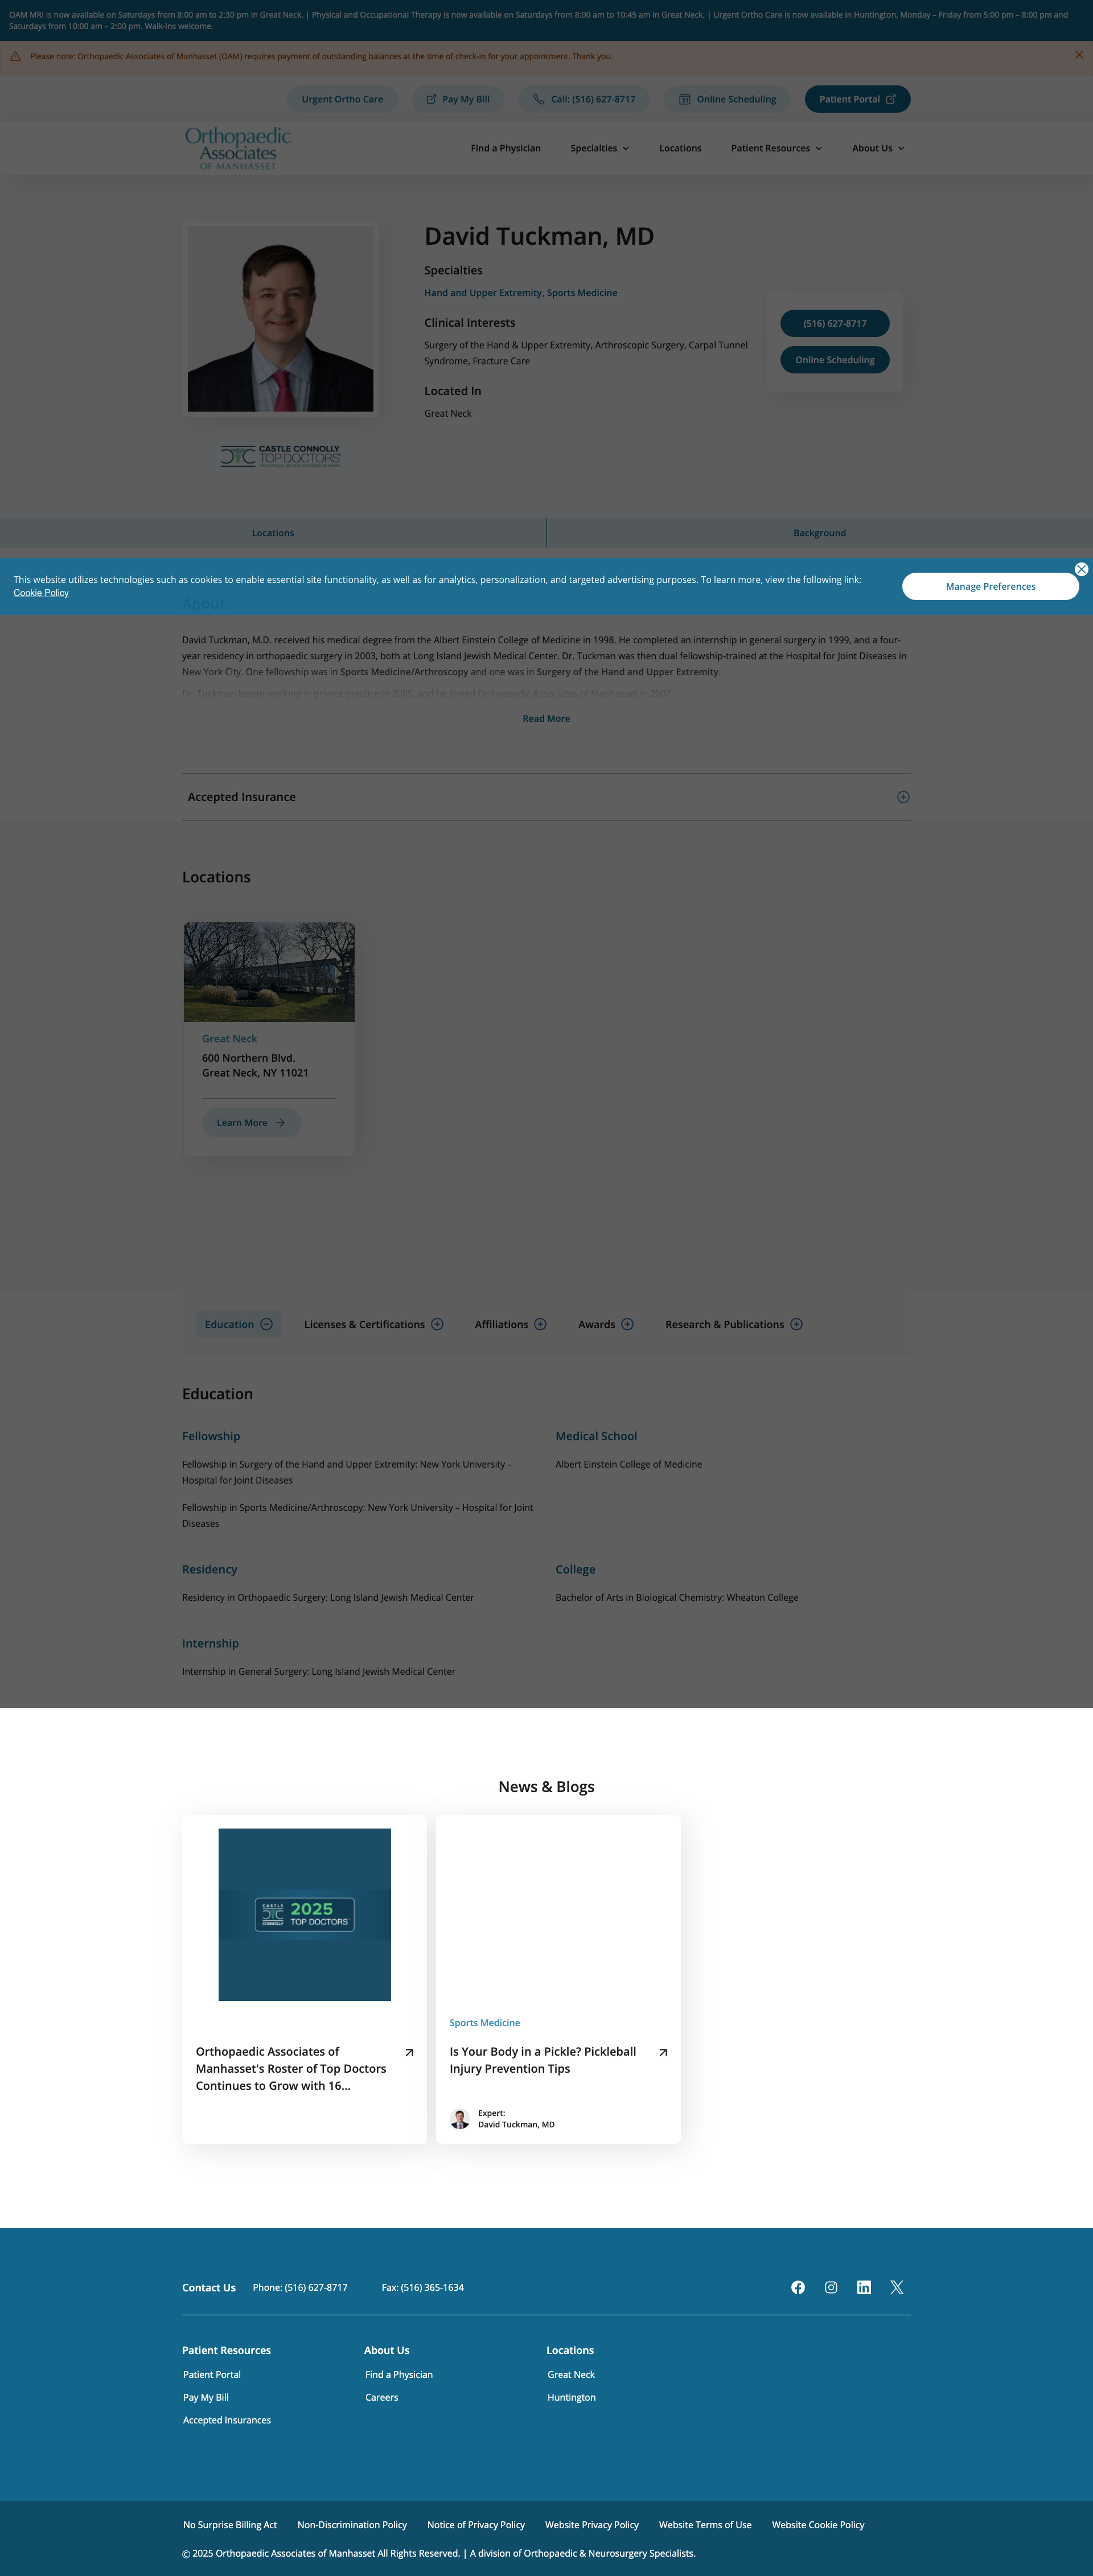 OAM MRI is now available on Saturdays from 8:00 am to 2:30 pm in Great Neck. | Physical and Occupational Therapy is now available on Saturdays from 8:00 am to 10:45 am in Great Neck. | Urgent Ortho Care is now available in Huntington, Monday – Friday from 5:00 pm – 8:00 pm and
Saturdays from 10:00 am – 2:00 pm. Walk-ins welcome.
Please note: Orthopaedic Associates of Manhasset (OAM) requires payment of outstanding balances at the time of check-in for your appointment. Thank you.
Urgent Ortho Care
Pay My Bill
Call: (516) 627-8717
Online Scheduling
Patient Portal
Orthopaedic
Associates
OF MANHASSET
Find a Physician
Specialties
Locations
Patient Resources
About Us
David Tuckman, MD
Specialties
Hand and Upper Extremity, Sports Medicine
Clinical Interests
Surgery of the Hand & Upper Extremity, Arthroscopic Surgery, Carpal Tunnel
Syndrome, Fracture Care
Located In
Great Neck
(516) 627-8717
Online Scheduling
CASTLE CONNOLLY
TOP DOCTORS
Locations
Background
This website utilizes technologies such as cookies to enable essential site functionality, as well as for analytics, personalization, and targeted advertising purposes. To learn more, view the following link:
Cookie Policy
Manage Preferences
About
David Tuckman, M.D. received his medical degree from the Albert Einstein College of Medicine in 1998. He completed an internship in general surgery in 1999, and a four-
year residency in orthopaedic surgery in 2003, both at Long Island Jewish Medical Center. Dr. Tuckman was then dual fellowship-trained at the Hospital for Joint Diseases in
New York City. One fellowship was in Sports Medicine/Arthroscopy and one was in Surgery of the Hand and Upper Extremity.
Dr. Tuckman began working in private practice in 2005, and he joined Orthopaedic Associates of Manhasset in 2007.
Read More
Accepted Insurance
Locations
Great Neck
600 Northern Blvd.
Great Neck, NY 11021
Learn More
Education
Licenses & Certifications
Affiliations
Awards
Research & Publications
Education
Fellowship
Fellowship in Surgery of the Hand and Upper Extremity: New York University –
Hospital for Joint Diseases
Fellowship in Sports Medicine/Arthroscopy: New York University – Hospital for Joint
Diseases
Medical School
Albert Einstein College of Medicine
Residency
Residency in Orthopaedic Surgery: Long Island Jewish Medical Center
College
Bachelor of Arts in Biological Chemistry: Wheaton College
Internship
Internship in General Surgery: Long Island Jewish Medical Center
News & Blogs
CASTLE
CONNOLLY
2025
TOP DOCTORS
Orthopaedic Associates of
Manhasset's Roster of Top Doctors
Continues to Grow with 16...
Sports Medicine
Is Your Body in a Pickle? Pickleball
Injury Prevention Tips
Expert:
David Tuckman, MD
Contact Us
Phone: (516) 627-8717
Fax: (516) 365-1634
Patient Resources
Patient Portal
Pay My Bill
Accepted Insurances
About Us
Find a Physician
Careers
Locations
Great Neck
Huntington
No Surprise Billing Act
Non-Discrimination Policy
Notice of Privacy Policy
Website Privacy Policy
Website Terms of Use
Website Cookie Policy
© 2025 Orthopaedic Associates of Manhasset All Rights Reserved. | A division of Orthopaedic & Neurosurgery Specialists.